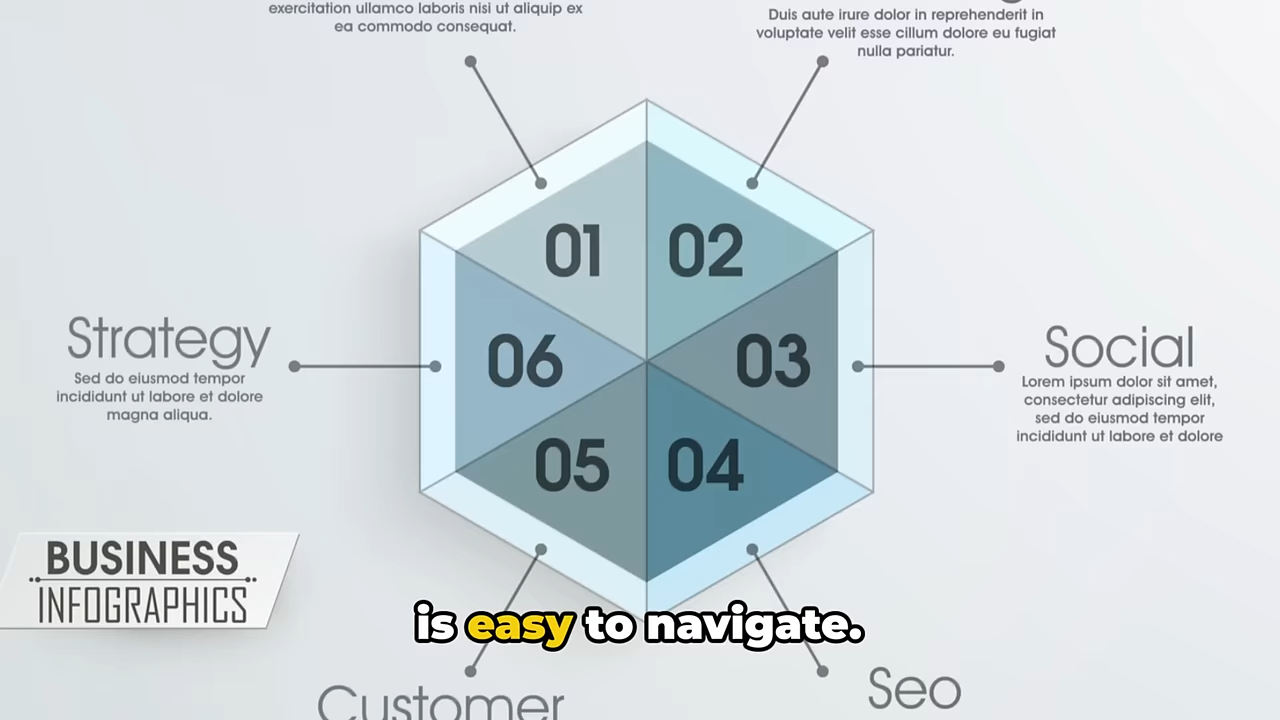 exercitation ullamco laboris nisi ut aliquip ex
ea commodo consequat.
Duis aute irure dolor in reprehenderit in
voluptate velit esse cillum dolore eu fugiat
nulla pariatur.
01
02
03
04
05
06
Strategy
Sed do eiusmod tempor
incididunt ut labore et dolore
magna aliqua.
Social
Lorem ipsum dolor sit amet,
consectetur adipiscing elit,
sed do eiusmod tempor
incididunt ut labore et dolore
BUSINESS
INFOGRAPHICS
is easy to navigate.
Customer
Seo